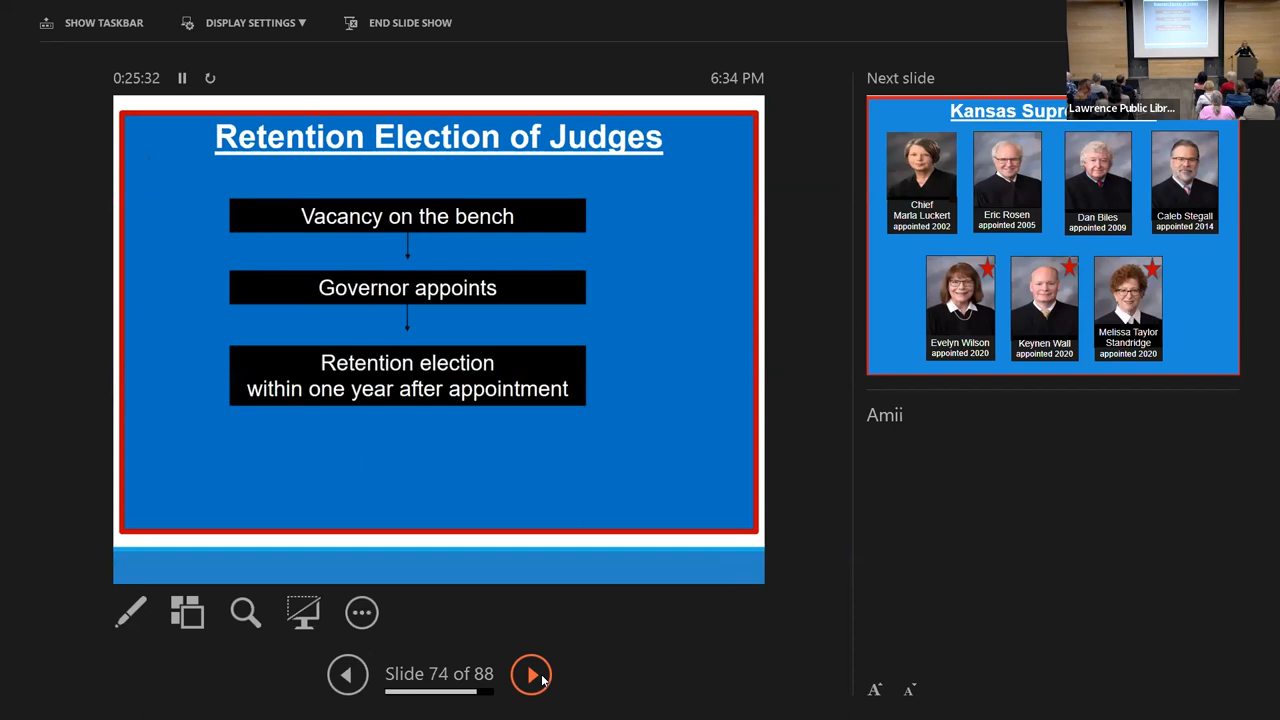 SHOW TASKBAR
DISPLAY SETTINGS ▼
END SLIDE SHOW
0:25:32
6:34 PM
Retention Election of Judges
Vacancy on the bench
Governor appoints
Retention election
within one year after appointment
Slide 74 of 88
Next slide
Lawrence Public Libr...
Kansas Supr
Chief
Marla Luckert
appointed 2002
Eric Rosen
appointed 2005
Dan Biles
appointed 2009
Caleb Stegall
appointed 2014
Evelyn Wilson
appointed 2020
Keynen Wall
appointed 2020
Melissa Taylor
Standridge
appointed 2020
Amii
A
A